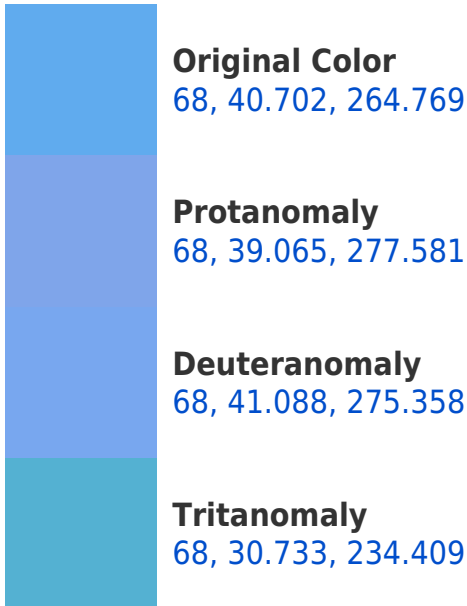 Original Color
68, 40.702, 264.769
Protanomaly
68, 39.065, 277.581
Deuteranomaly
68, 41.088, 275.358
Tritanomaly
68, 30.733, 234.409